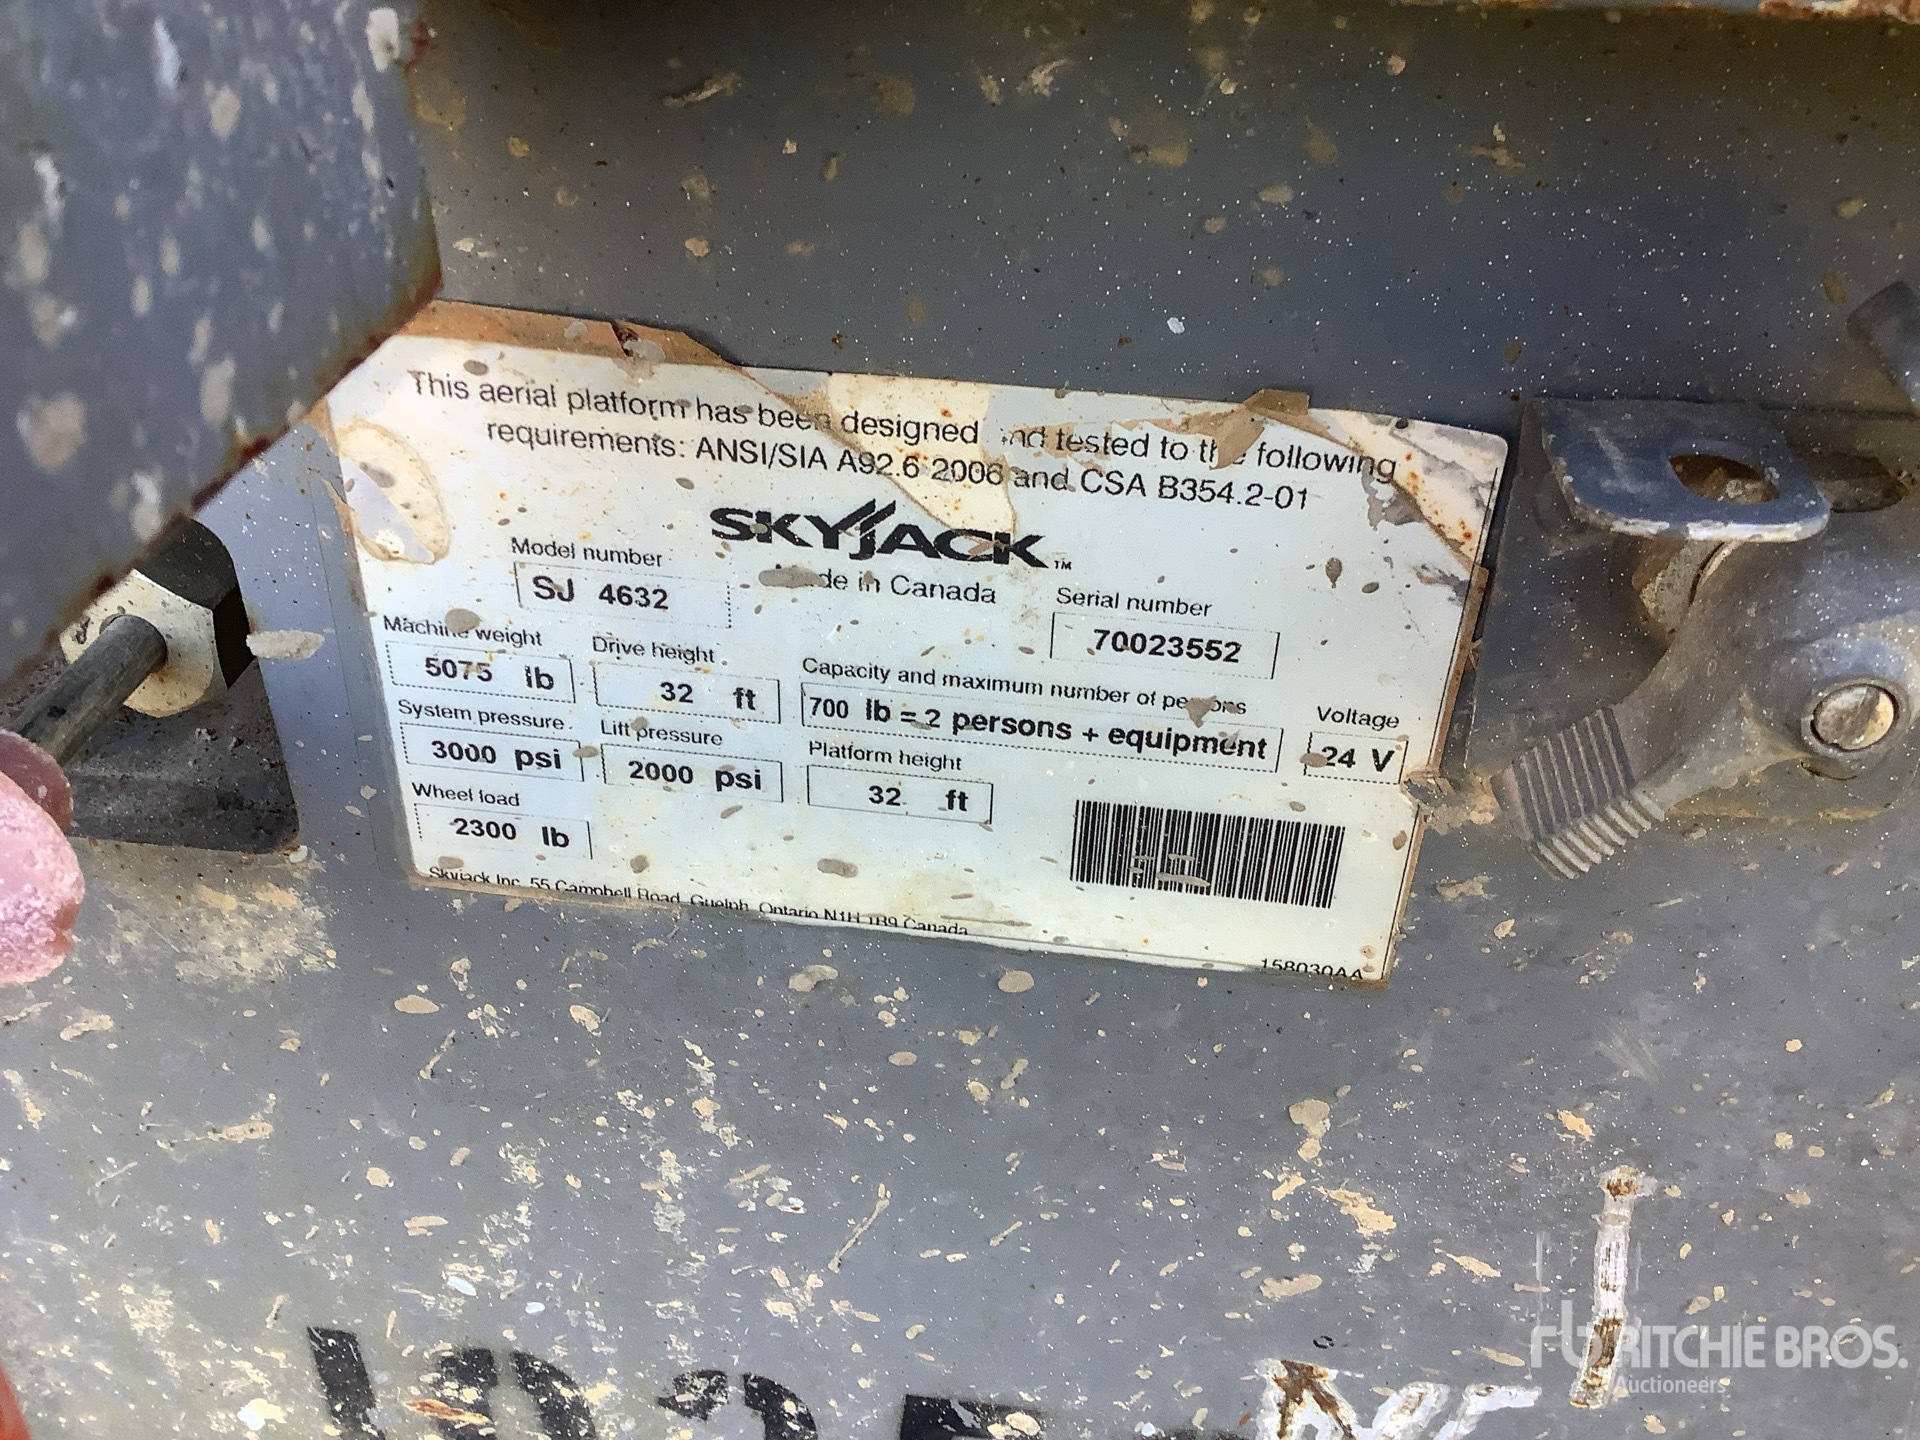 This aerial platform has been designed and tested to the following
requirements: ANSI/SIA A92.6 2006 and CSA B354.2-01
SKYJACK™
Made in Canada
Model number
SJ 4632
Serial number
70023552
Machine weight
5075 lb
Drive height
32 ft
Capacity and maximum number of persons
700 lb = 2 persons + equipment
Voltage
24 V
System pressure
3000 psi
Lift pressure
2000 psi
Platform height
32 ft
Wheel load
2300 lb
Skyjack Inc. 55 Campbell Road, Guelph, Ontario N1H 1B9 Canada
158030AA
RITCHIE BROS.
Auctioneers